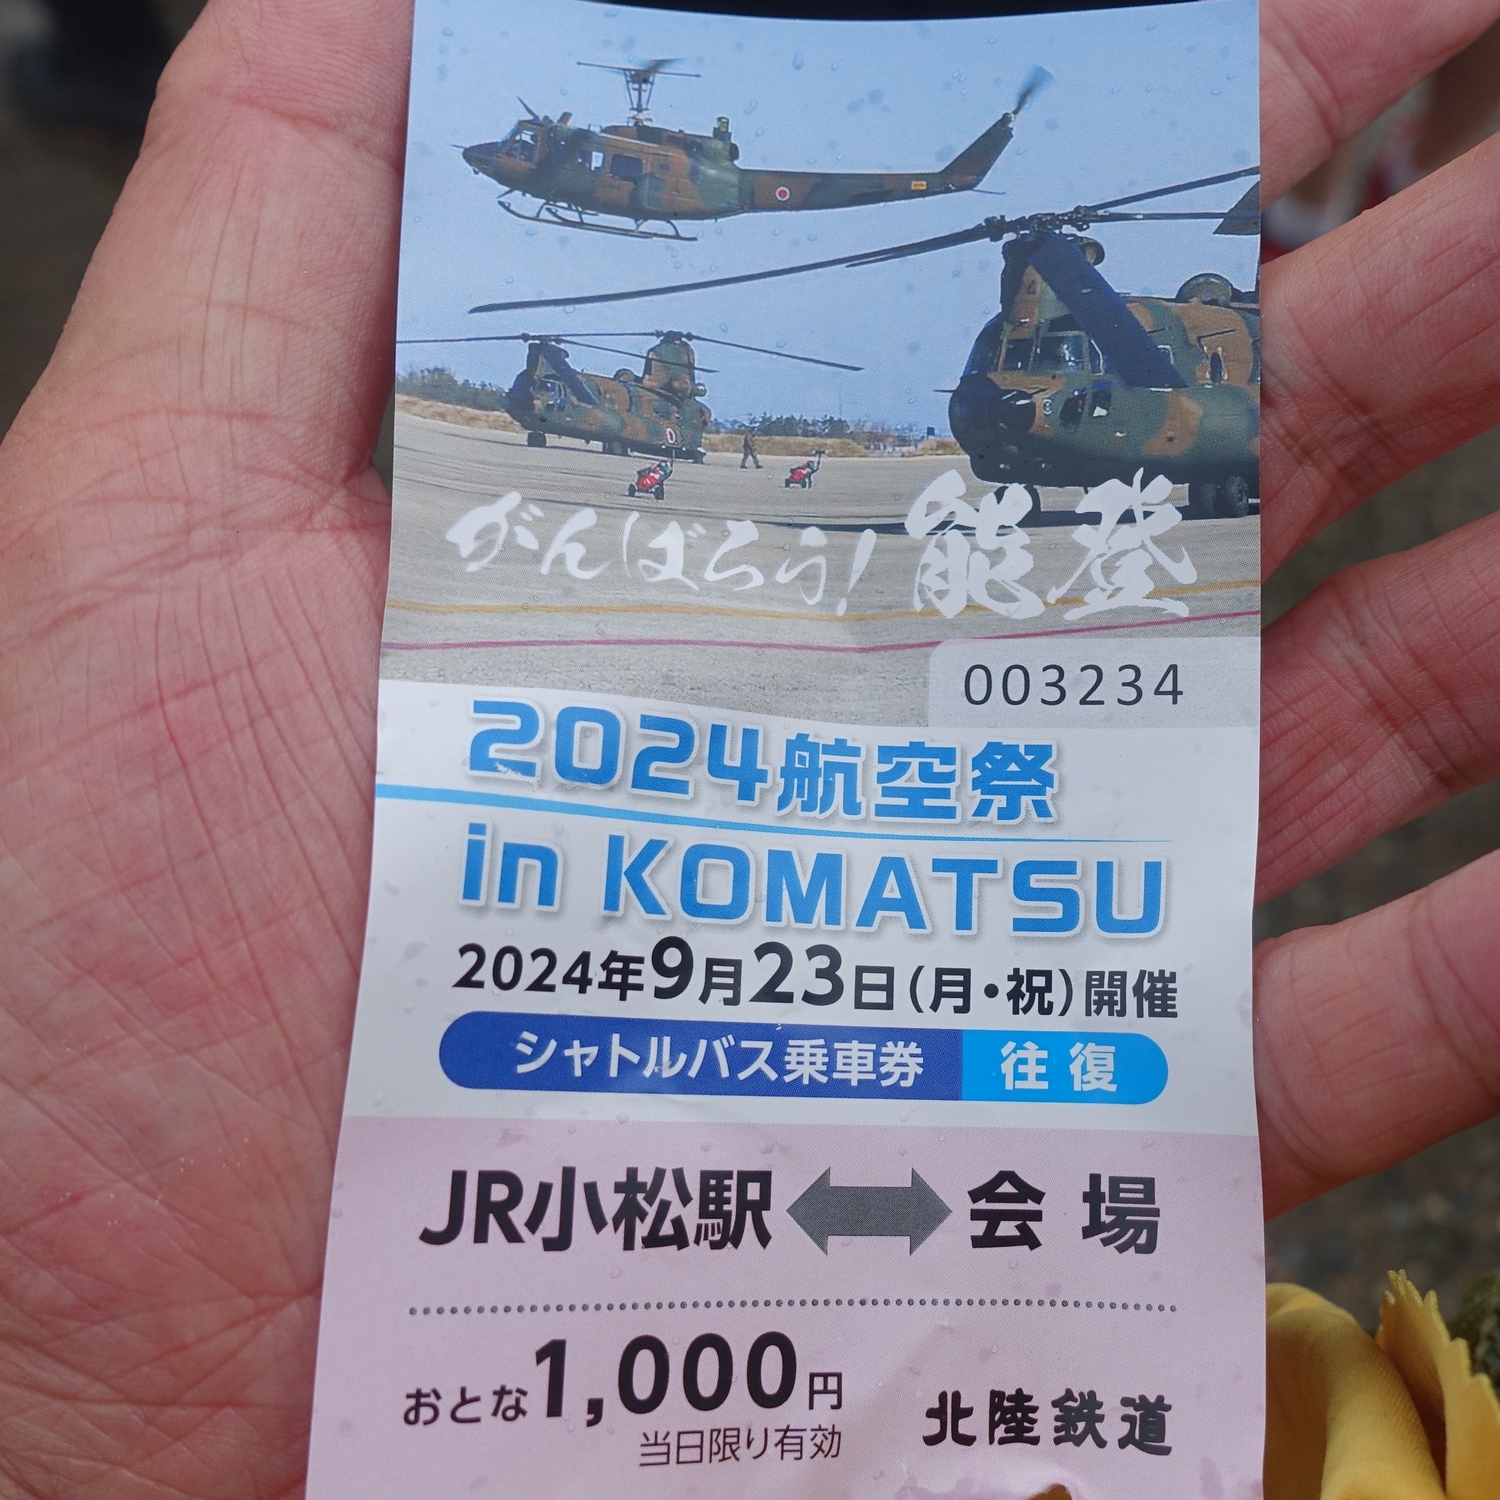 がんばろう!能登
003234
2024航空祭
in KOMATSU
2024年9月23日(月・祝)開催
シャトルバス乗車券 往復
JR小松駅 ⬌ 会場
おとな1,000円
当日限り有効
北陸鉄道